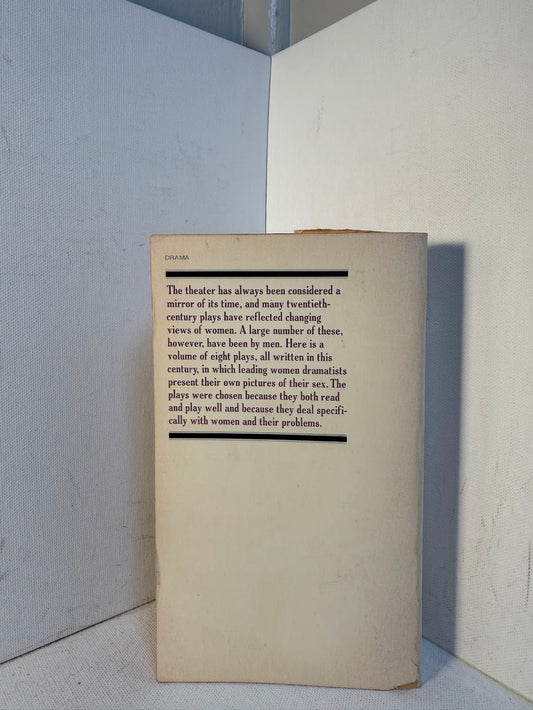 DRAMA
The theater has always been considered a
mirror of its time, and many twentieth-
century plays have reflected changing
views of women. A large number of these,
however, have been by men. Here is a
volume of eight plays, all written in this
century, in which leading women dramatists
present their own pictures of their sex. The
plays were chosen because they both read
and play well and because they deal specifi-
cally with women and their problems.